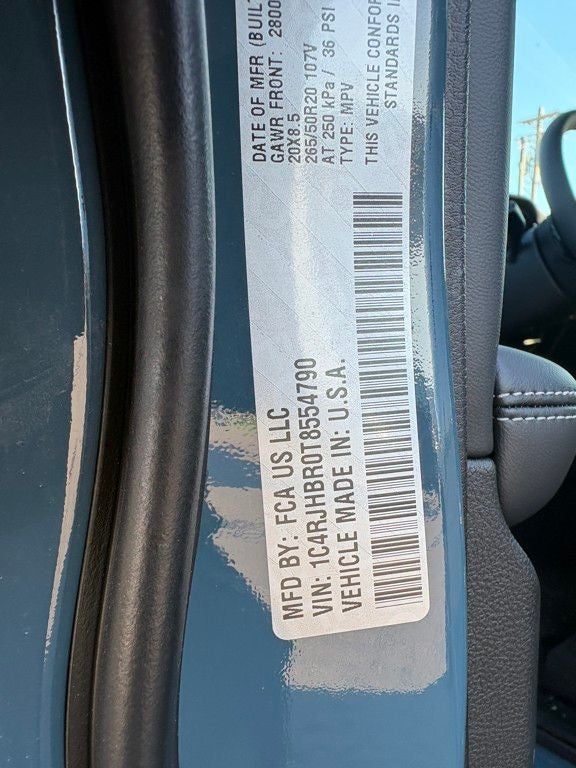 MFD BY: FCA US LLC
VIN: 1C4RJHBR0T8554790
VEHICLE MADE IN: U.S.A.
DATE OF MFR (BUIL
GAWR FRONT: 2800
20X8.5
265/50R20 107V
AT 250 kPa / 36 PSI
TYPE: MPV
THIS VEHICLE CONFOR
STANDARDS I